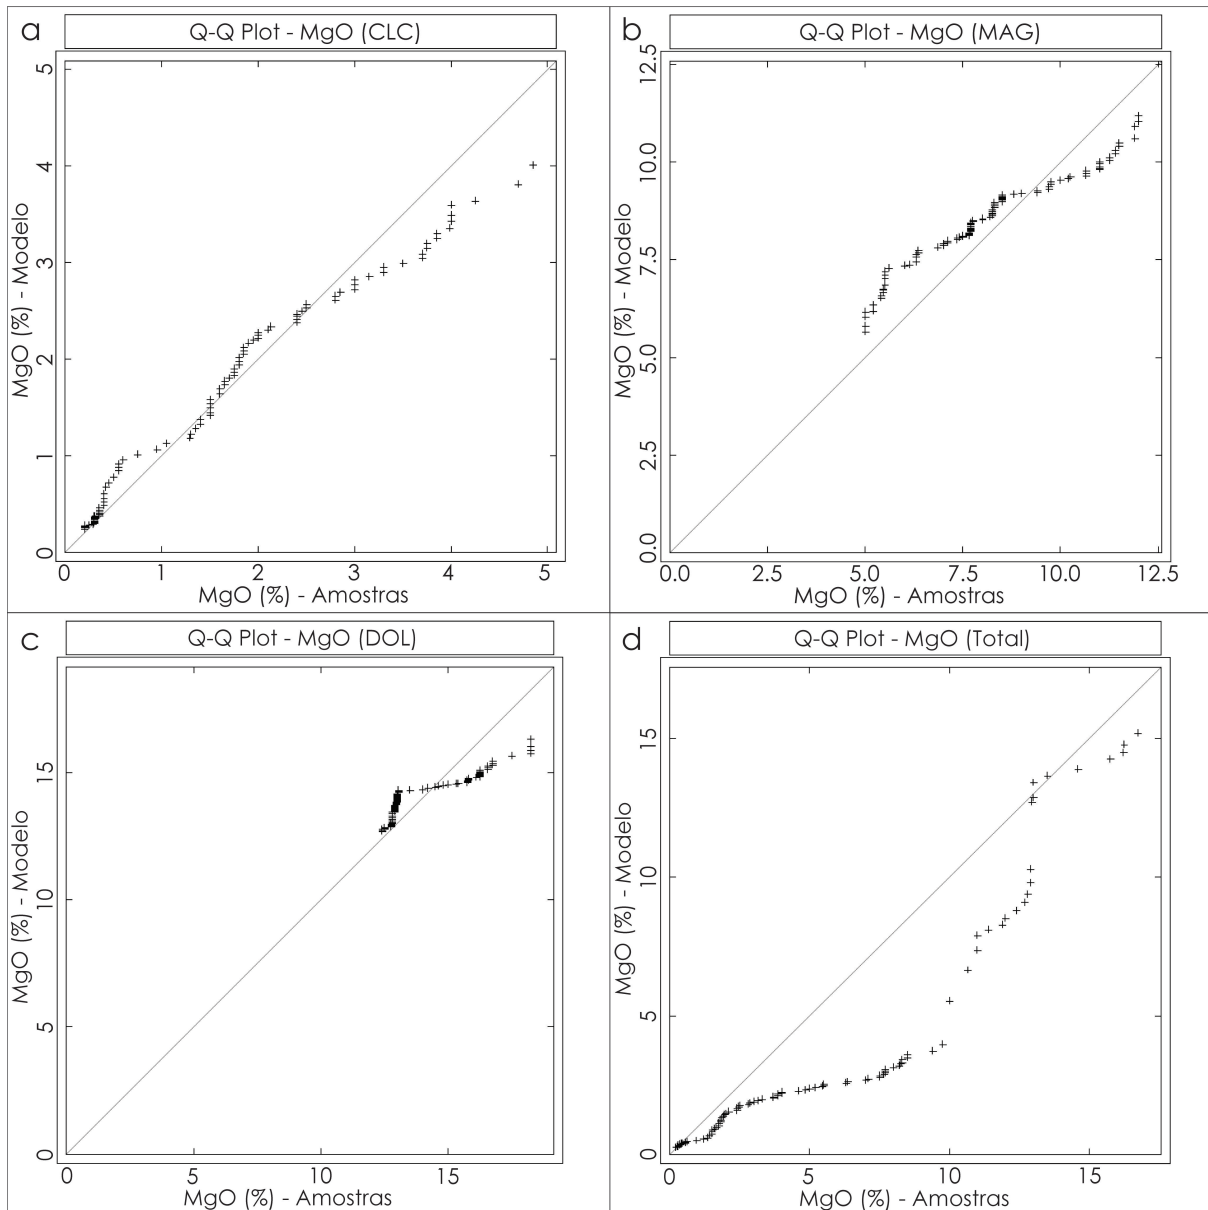 a
Q-Q Plot - MgO (CLC)
MgO (%) - Modelo
5
4
3
2
1
0
0 1 2 3 4 5
MgO (%) - Amostras
b
Q-Q Plot - MgO (MAG)
MgO (%) - Modelo
12.5
10.0
7.5
5.0
2.5
0.0
0.0 2.5 5.0 7.5 10.0 12.5
MgO (%) - Amostras
c
Q-Q Plot - MgO (DOL)
MgO (%) - Modelo
15
10
5
0
0 10 15
MgO (%) - Amostras
d
Q-Q Plot - MgO (Total)
MgO (%) - Modelo
15
10
5
0
0 5 10 15
MgO (%) - Amostras